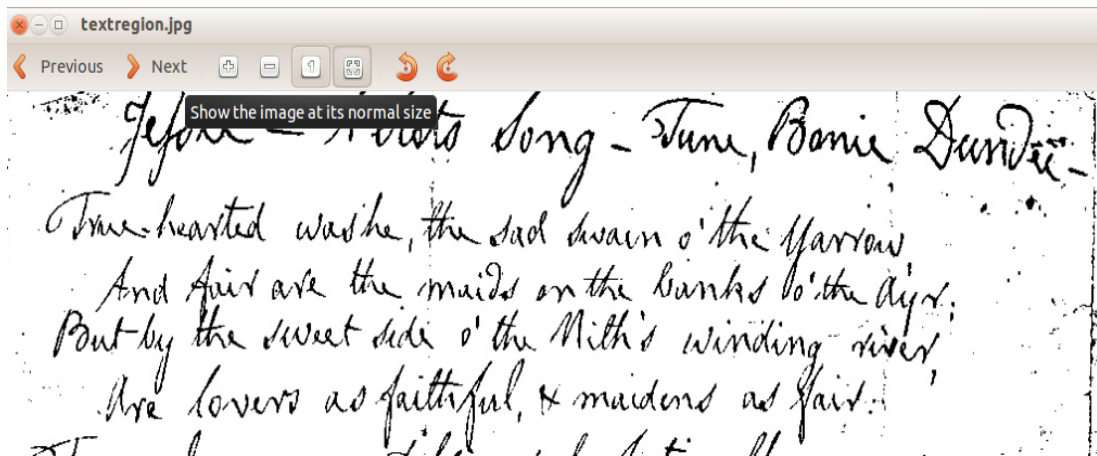 textregion.jpg
Previous Next
Show the image at its normal size
Song - Tune, Bonie Dundee -
True-hearted was he, the sad swain o' the Yarrow,
And fair are the maids on the banks o' the Ayr;
But by the sweet side o' the Nith's winding river,
Are lovers as faithful, & maidens as fair: